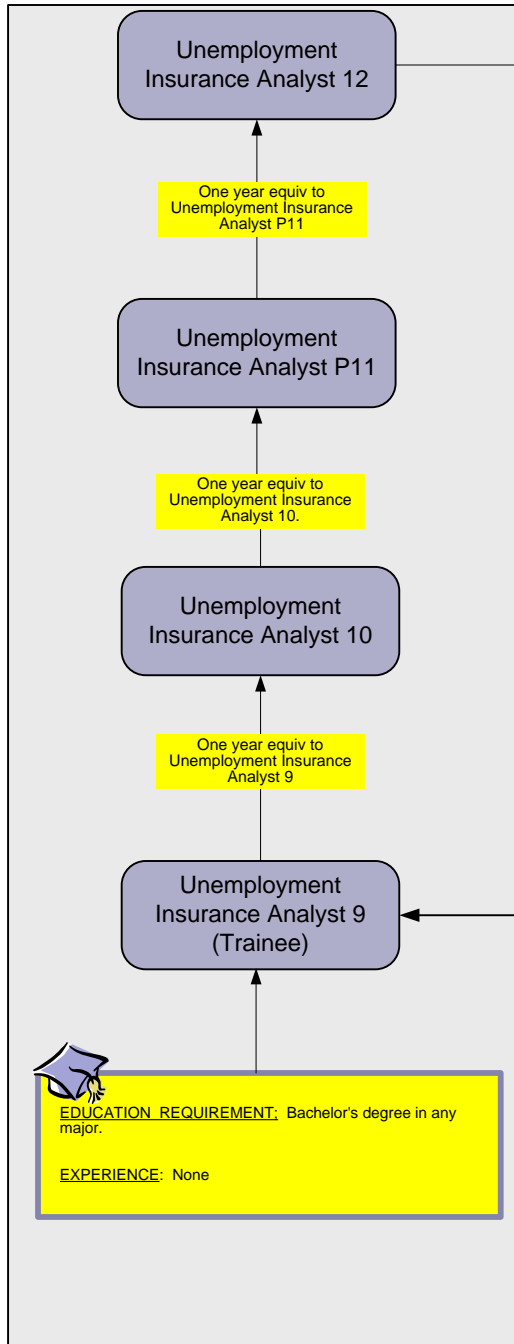 Unemployment
Insurance Analyst 12
One year equiv to
Unemployment Insurance
Analyst P11
Unemployment
Insurance Analyst P11
One year equiv to
Unemployment Insurance
Analyst 10.
Unemployment
Insurance Analyst 10
One year equiv to
Unemployment Insurance
Analyst 9
Unemployment
Insurance Analyst 9
(Trainee)
EDUCATION REQUIREMENT: Bachelor's degree in any
major.
EXPERIENCE: None